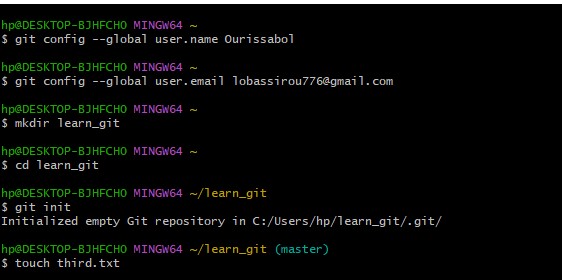 hp@DESKTOP-BJHFCHO MINGW64 ~
$ git config --global user.name Ourissabol
hp@DESKTOP-BJHFCHO MINGW64 ~
$ git config --global user.email lobassirou776@gmail.com
hp@DESKTOP-BJHFCHO MINGW64 ~
$ mkdir learn_git
hp@DESKTOP-BJHFCHO MINGW64 ~
$ cd learn_git
hp@DESKTOP-BJHFCHO MINGW64 ~/learn_git
$ git init
Initialized empty Git repository in C:/Users/hp/learn_git/.git/
hp@DESKTOP-BJHFCHO MINGW64 ~/learn_git (master)
$ touch third.txt